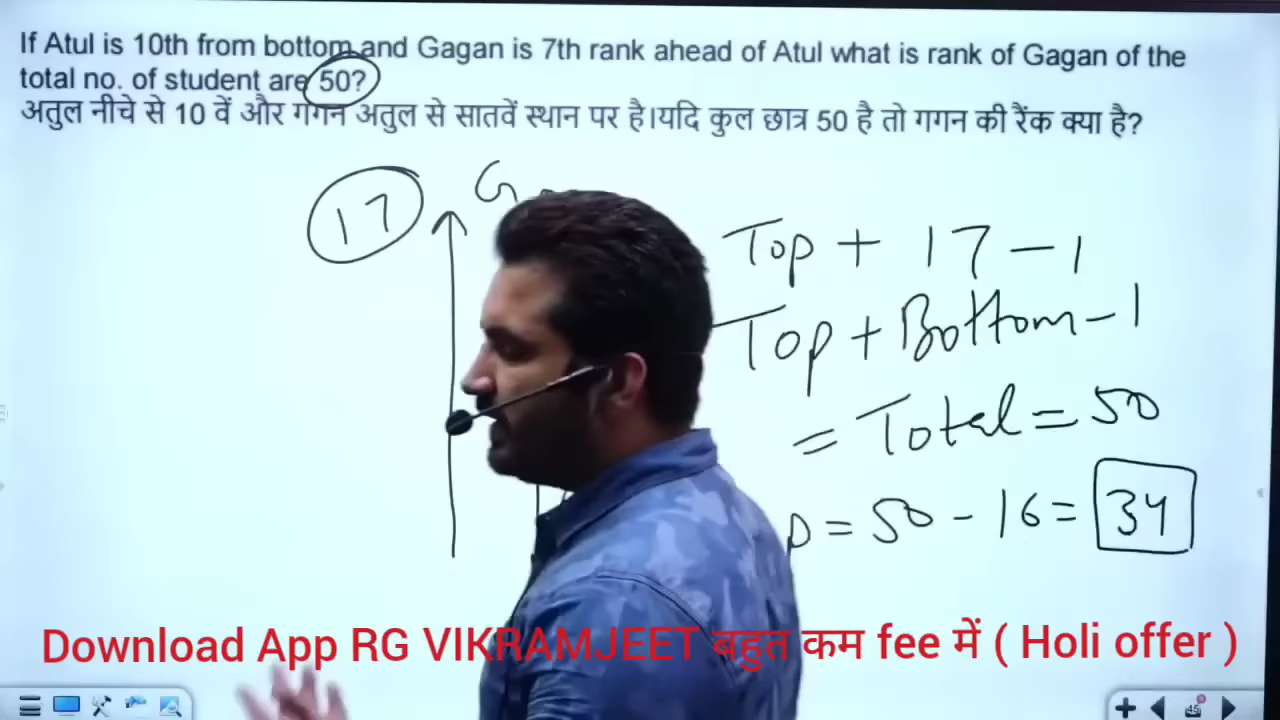 If Atul is 10th from bottom and Gagan is 7th rank ahead of Atul what is rank of Gagan of the
total no. of student are 50?
अतुल नीचे से 10 वें और गगन अतुल से सातवें स्थान पर है।यदि कुल छात्र 50 है तो गगन की रैंक क्या है?
17
G
Top + 17 - 1
Top + Bottom - 1
= Total = 50
= 50 - 16 = 34
Download App RG VIKRAMJEET बहुत कम fee में ( Holi offer )
45